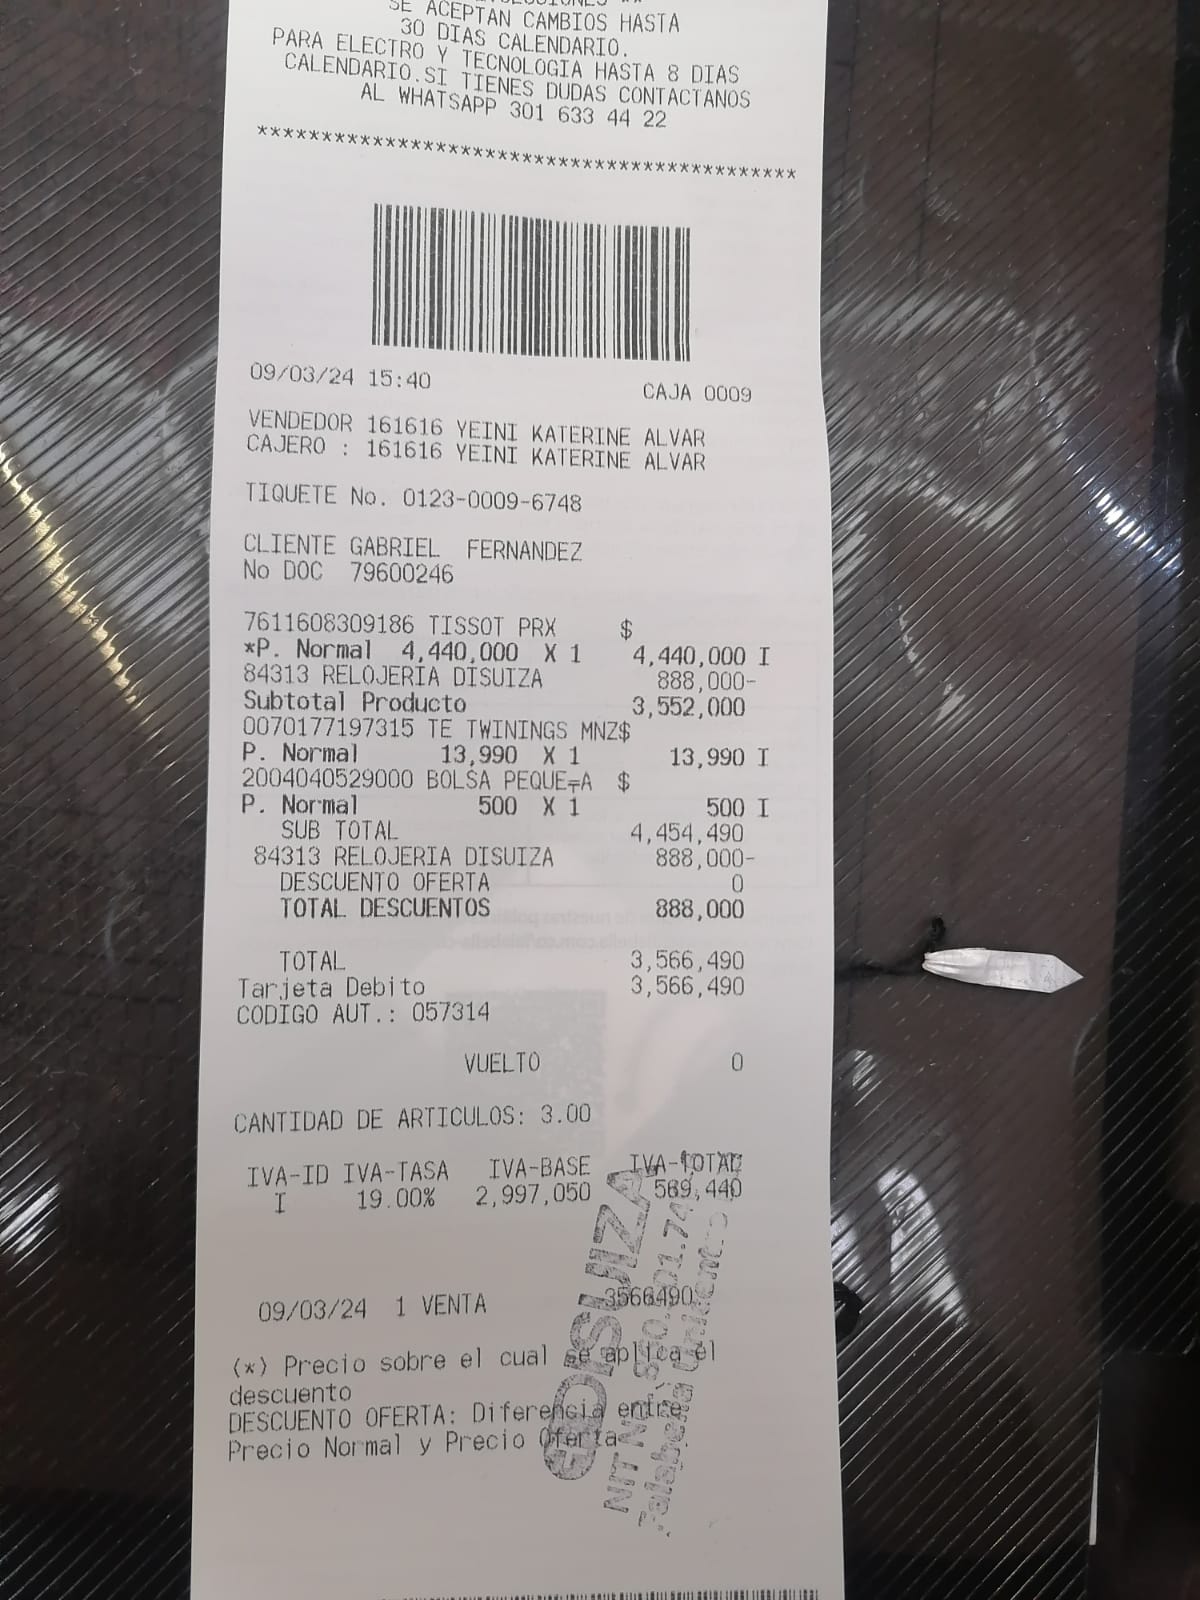 SE ACEPTAN CAMBIOS HASTA
30 DIAS CALENDARIO.
PARA ELECTRO Y TECNOLOGIA HASTA 8 DIAS
CALENDARIO.SI TIENES DUDAS CONTACTANOS
AL WHATSAPP 301 633 44 22
******************************************
09/03/24 15:40 CAJA 0009
VENDEDOR 161616 YEINI KATERINE ALVAR
CAJERO : 161616 YEINI KATERINE ALVAR
TIQUETE No. 0123-0009-6748
CLIENTE GABRIEL FERNANDEZ
No DOC 79600246
7611608309186 TISSOT PRX $
*P. Normal 4,440,000 X 1 4,440,000 I
84313 RELOJERIA DISUIZA 888,000-
Subtotal Producto 3,552,000
0070177197315 TE TWININGS MNZ$
P. Normal 13,990 X 1 13,990 I
2004040529000 BOLSA PEQUE╤A $
P. Normal 500 X 1 500 I
SUB TOTAL 4,454,490
84313 RELOJERIA DISUIZA 888,000-
DESCUENTO OFERTA 0
TOTAL DESCUENTOS 888,000
TOTAL 3,566,490
Tarjeta Debito 3,566,490
CODIGO AUT.: 057314
VUELTO 0
CANTIDAD DE ARTICULOS: 3.00
IVA-ID IVA-TASA IVA-BASE IVA-TOTAL
I 19.00% 2,997,050 569,440
09/03/24 1 VENTA 3566490
(*) Precio sobre el cual se aplica el
descuento
DESCUENTO OFERTA: Diferencia entre
Precio Normal y Precio Oferta
DISUIZA
NIT No.
Falabella Unicentro